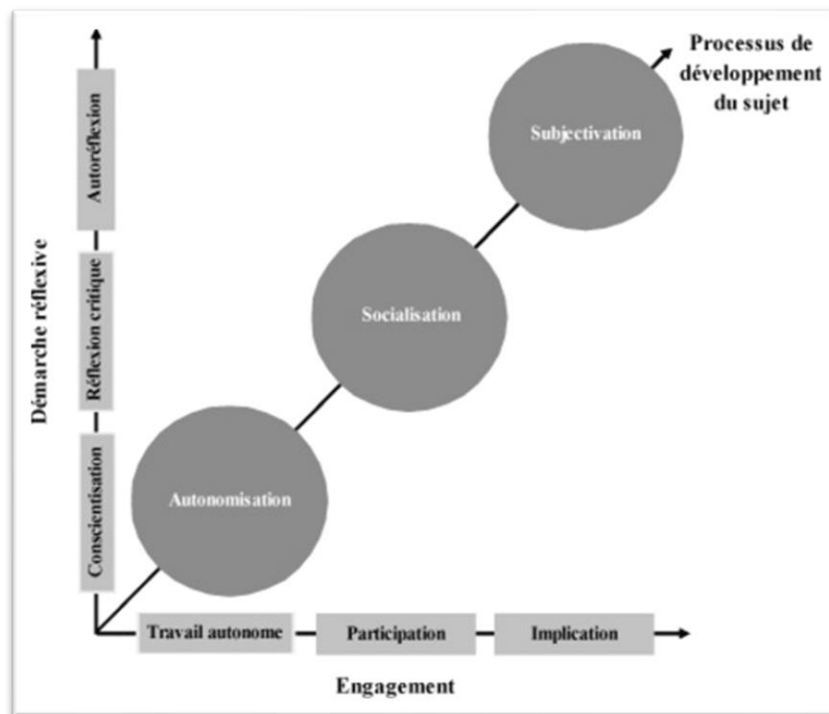 Processus de
développement
du sujet
Subjectivation
Autoréflexion
Démarche réflexive
Réflexion critique
Socialisation
Conscientisation
Autonomisation
Travail autonome
Participation
Implication
Engagement